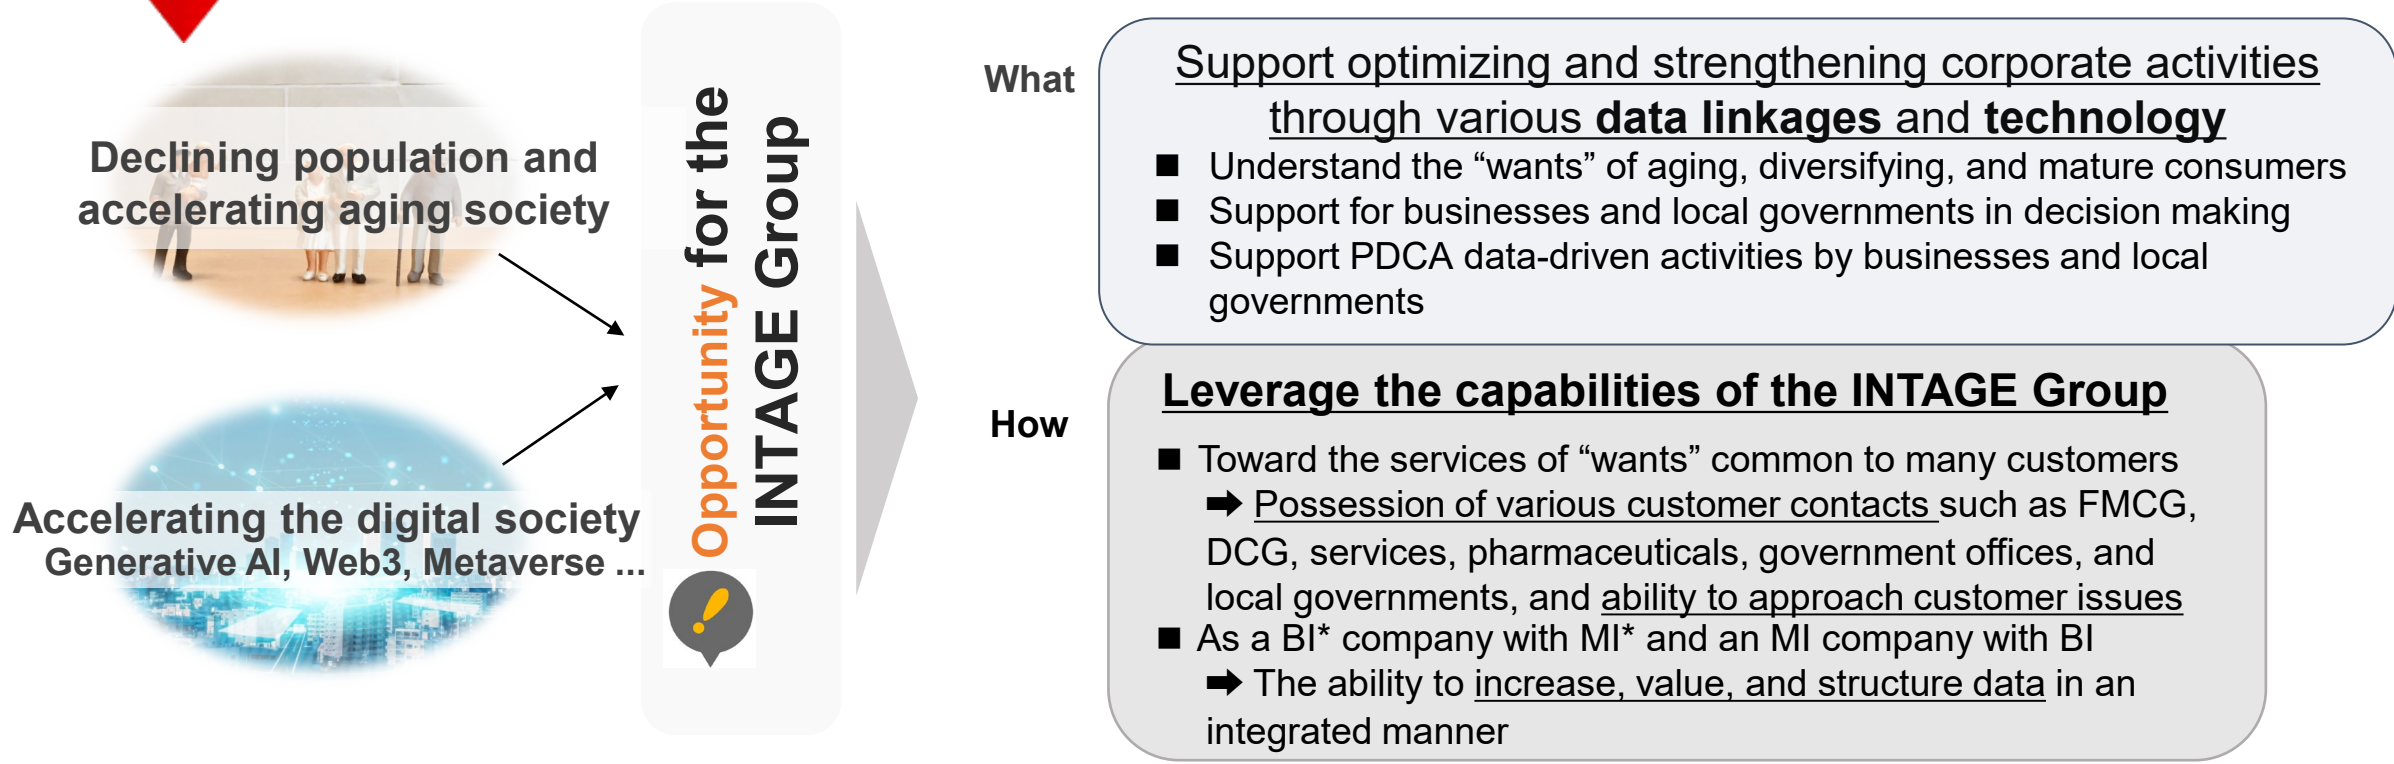 Declining population and
accelerating aging society
Accelerating the digital society
Generative AI, Web3, Metaverse ...
Opportunity for the
INTAGE Group
What
Support optimizing and strengthening corporate activities
through various data linkages and technology
■ Understand the “wants” of aging, diversifying, and mature consumers
■ Support for businesses and local governments in decision making
■ Support PDCA data-driven activities by businesses and local
governments
How
Leverage the capabilities of the INTAGE Group
■ Toward the services of “wants” common to many customers
➡ Possession of various customer contacts such as FMCG,
DCG, services, pharmaceuticals, government offices, and
local governments, and ability to approach customer issues
■ As a BI* company with MI* and an MI company with BI
➡ The ability to increase, value, and structure data in an
integrated manner